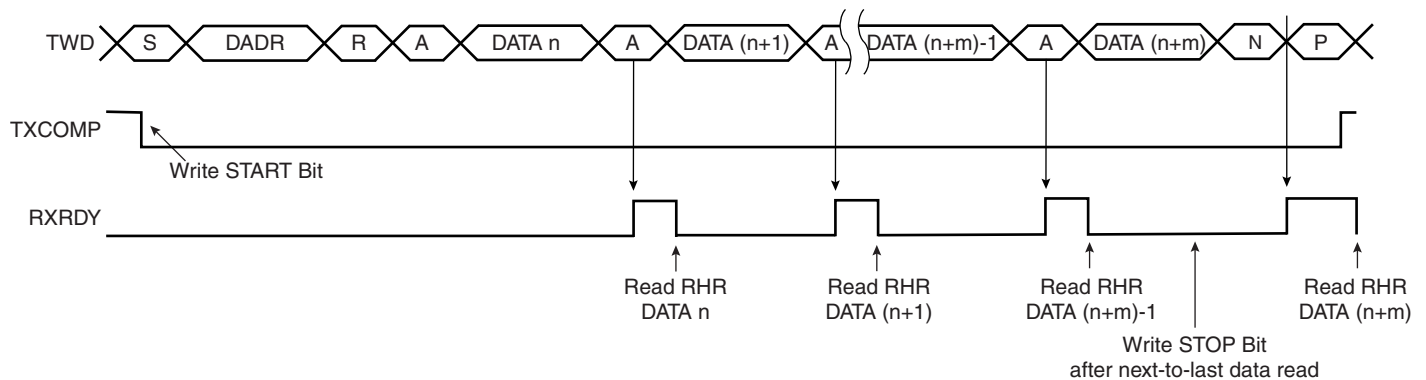 TWD S DADR R A DATA n A DATA (n+1) A DATA (n+m)-1 A DATA (n+m) N P
TXCOMP
Write START Bit
RXRDY
Read RHR
DATA n
Read RHR
DATA (n+1)
Read RHR
DATA (n+m)-1
Read RHR
DATA (n+m)
Write STOP Bit
after next-to-last data read